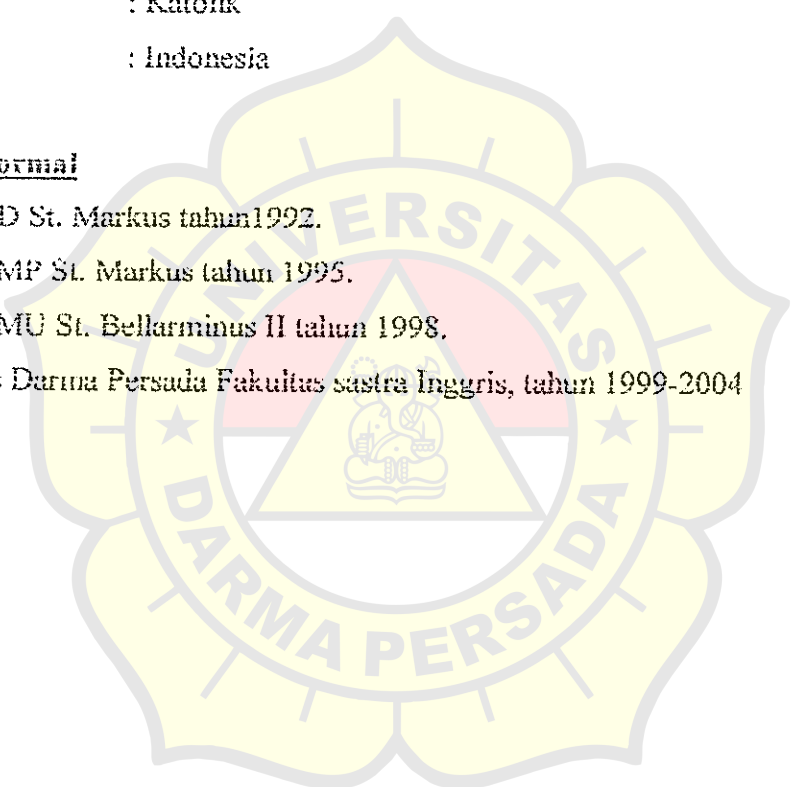 : Katolik
: Indonesia
ormal
D St. Markus tahun1992.
MP St. Markus tahun 1995.
MU St. Bellarminus II tahun 1998.
s Darma Persada Fakultas sastra Inggris, tahun 1999-2004
UNIVERSITAS
DARMA PERSADA